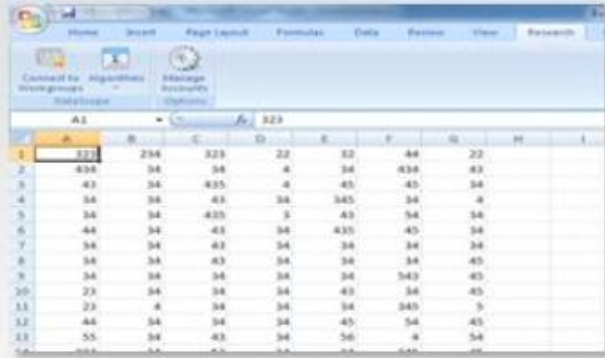 Home Insert Page Layout Formulas Data Review View Research
Connect to Workgroups Algorithms Manage Accounts
DataScope Options
A1 fx 323
A B C D E F G H I
1 323 234 323 22 32 44 22
2 434 34 34 4 34 434 43
3 43 34 435 4 45 45 34
4 34 34 43 34 345 34 4
5 34 34 435 3 43 54 34
6 44 34 43 34 435 45 34
7 34 34 43 34 34 34 34
8 34 34 43 34 34 34 45
9 34 34 34 34 34 543 45
10 23 34 34 34 43 34 45
11 23 4 34 34 34 345 5
12 44 34 34 34 45 54 45
13 55 34 43 34 56 4 54